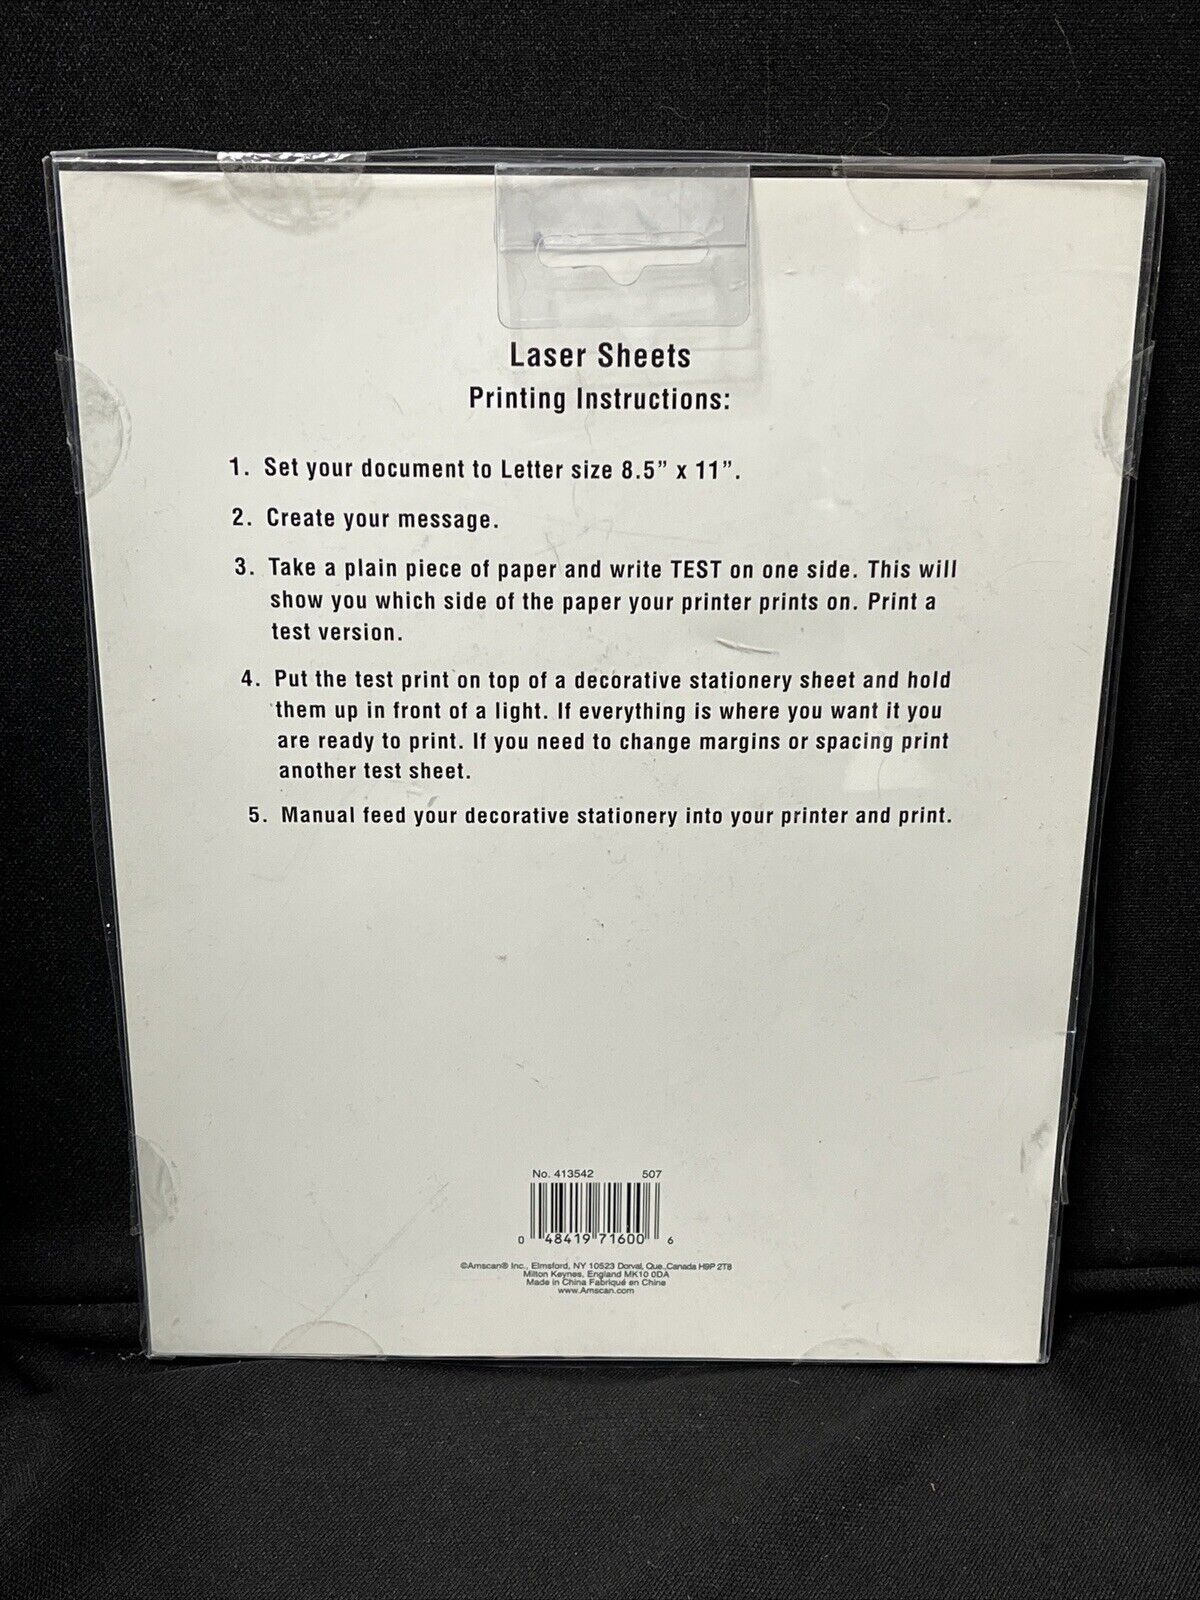 Laser Sheets
Printing Instructions:
1. Set your document to Letter size 8.5” x 11”.
2. Create your message.
3. Take a plain piece of paper and write TEST on one side. This will
show you which side of the paper your printer prints on. Print a
test version.
4. Put the test print on top of a decorative stationery sheet and hold
them up in front of a light. If everything is where you want it you
are ready to print. If you need to change margins or spacing print
another test sheet.
5. Manual feed your decorative stationery into your printer and print.
No. 413542 507
0 48419 71600 6
©Amscan® Inc., Elmsford, NY 10523 Dorval, Que.,Canada H9P 2T8
Milton Keynes, England MK10 0DA
Made in China Fabriqué en Chine
www.Amscan.com